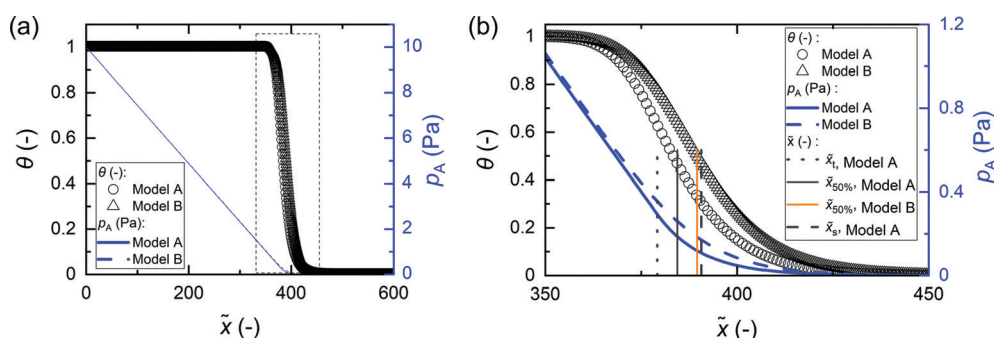 (a)
1
0.8
0.6
0.4
0.2
0
θ (-)
0 200 400 600
x̃ (-)
10
8
6
4
2
0
p_A (Pa)
θ (-):
Model A
Model B
p_A (Pa):
Model A
Model B
(b)
1
0.8
0.6
0.4
0.2
0
θ (-)
350 400 450
x̃ (-)
1.2
0.8
0.4
0
p_A (Pa)
θ (-) :
Model A
Model B
p_A (Pa) :
Model A
Model B
x̃ (-) :
x̃_t, Model A
x̃_50%, Model A
x̃_50%, Model B
x̃_s, Model A